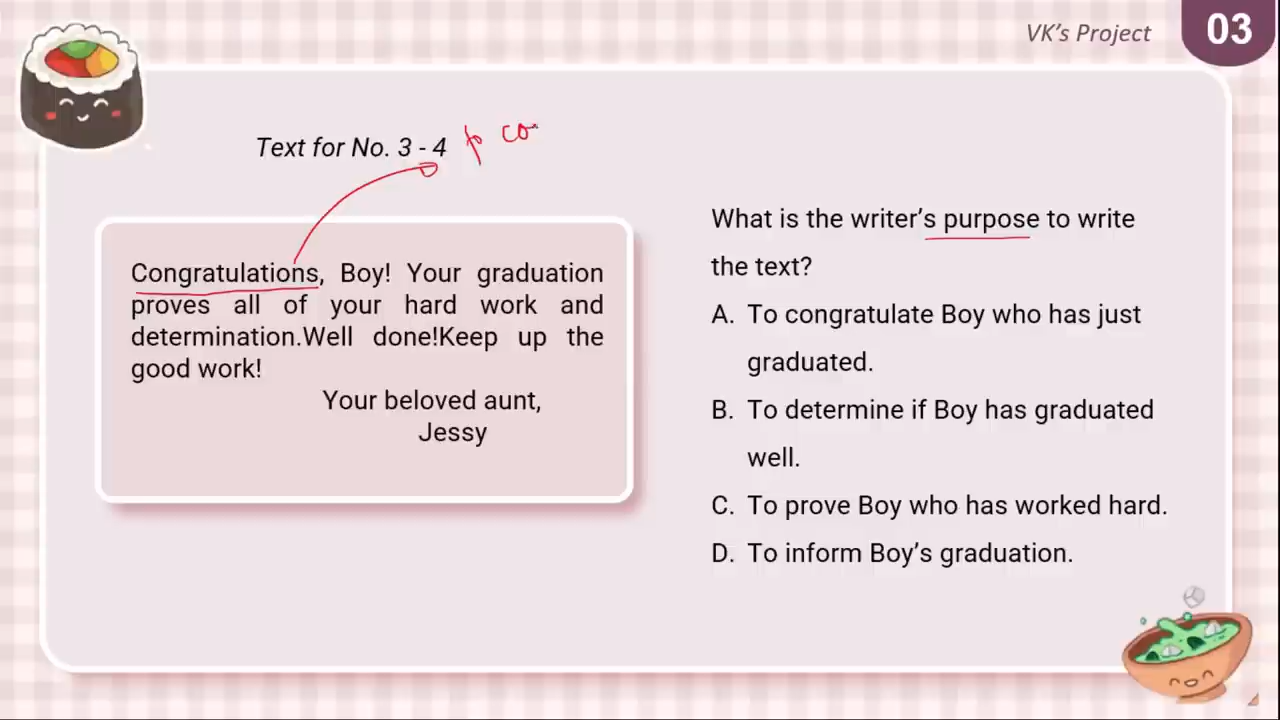 VK's Project
03
Text for No. 3 - 4
to co
Congratulations, Boy! Your graduation
proves all of your hard work and
determination.Well done!Keep up the
good work!
Your beloved aunt,
Jessy
What is the writer's purpose to write
the text?
A. To congratulate Boy who has just
graduated.
B. To determine if Boy has graduated
well.
C. To prove Boy who has worked hard.
D. To inform Boy's graduation.